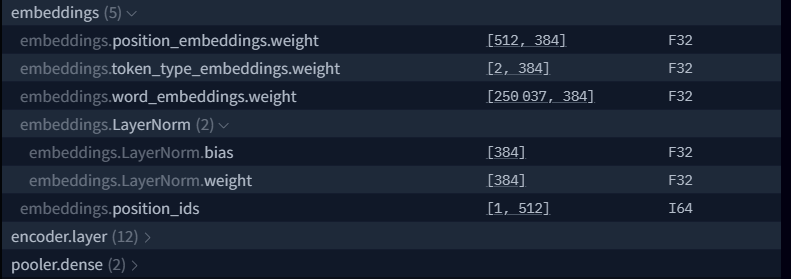 embeddings (5)
embeddings.position_embeddings.weight [512, 384] F32
embeddings.token_type_embeddings.weight [2, 384] F32
embeddings.word_embeddings.weight [250 037, 384] F32
embeddings.LayerNorm (2)
embeddings.LayerNorm.bias [384] F32
embeddings.LayerNorm.weight [384] F32
embeddings.position_ids [1, 512] I64
encoder.layer (12)
pooler.dense (2)